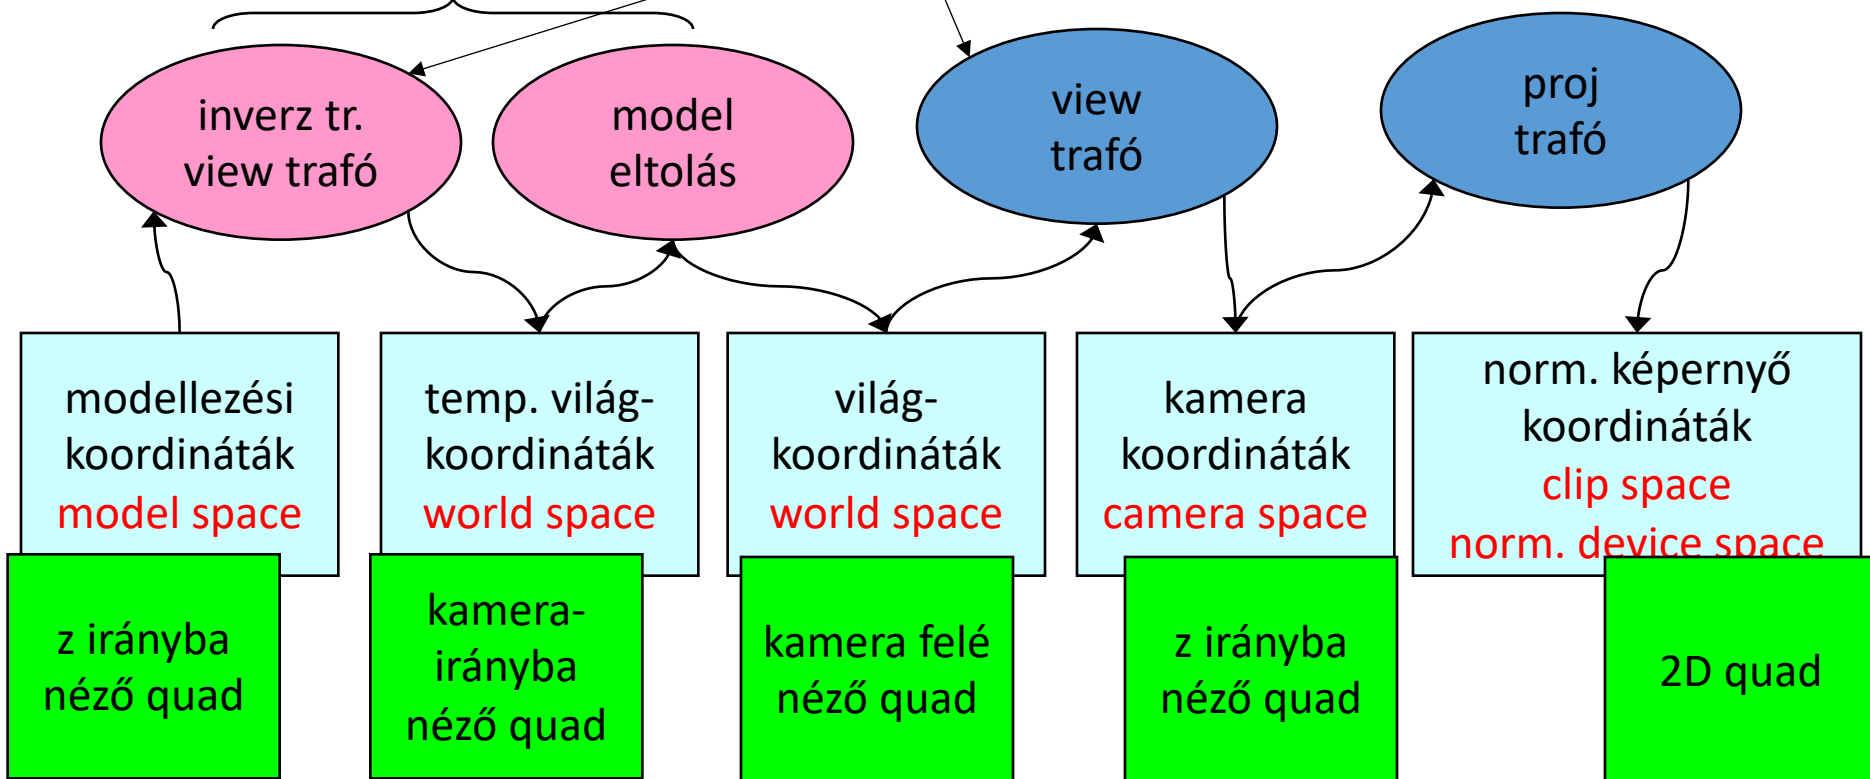 inverz tr.
view trafó
model
eltolás
view
trafó
proj
trafó
modellezési
koordináták
model space
temp. világ-
koordináták
world space
világ-
koordináták
world space
kamera
koordináták
camera space
norm. képernyő
koordináták
clip space
norm. device space
z irányba
néző quad
kamera-
irányba
néző quad
kamera felé
néző quad
z irányba
néző quad
2D quad